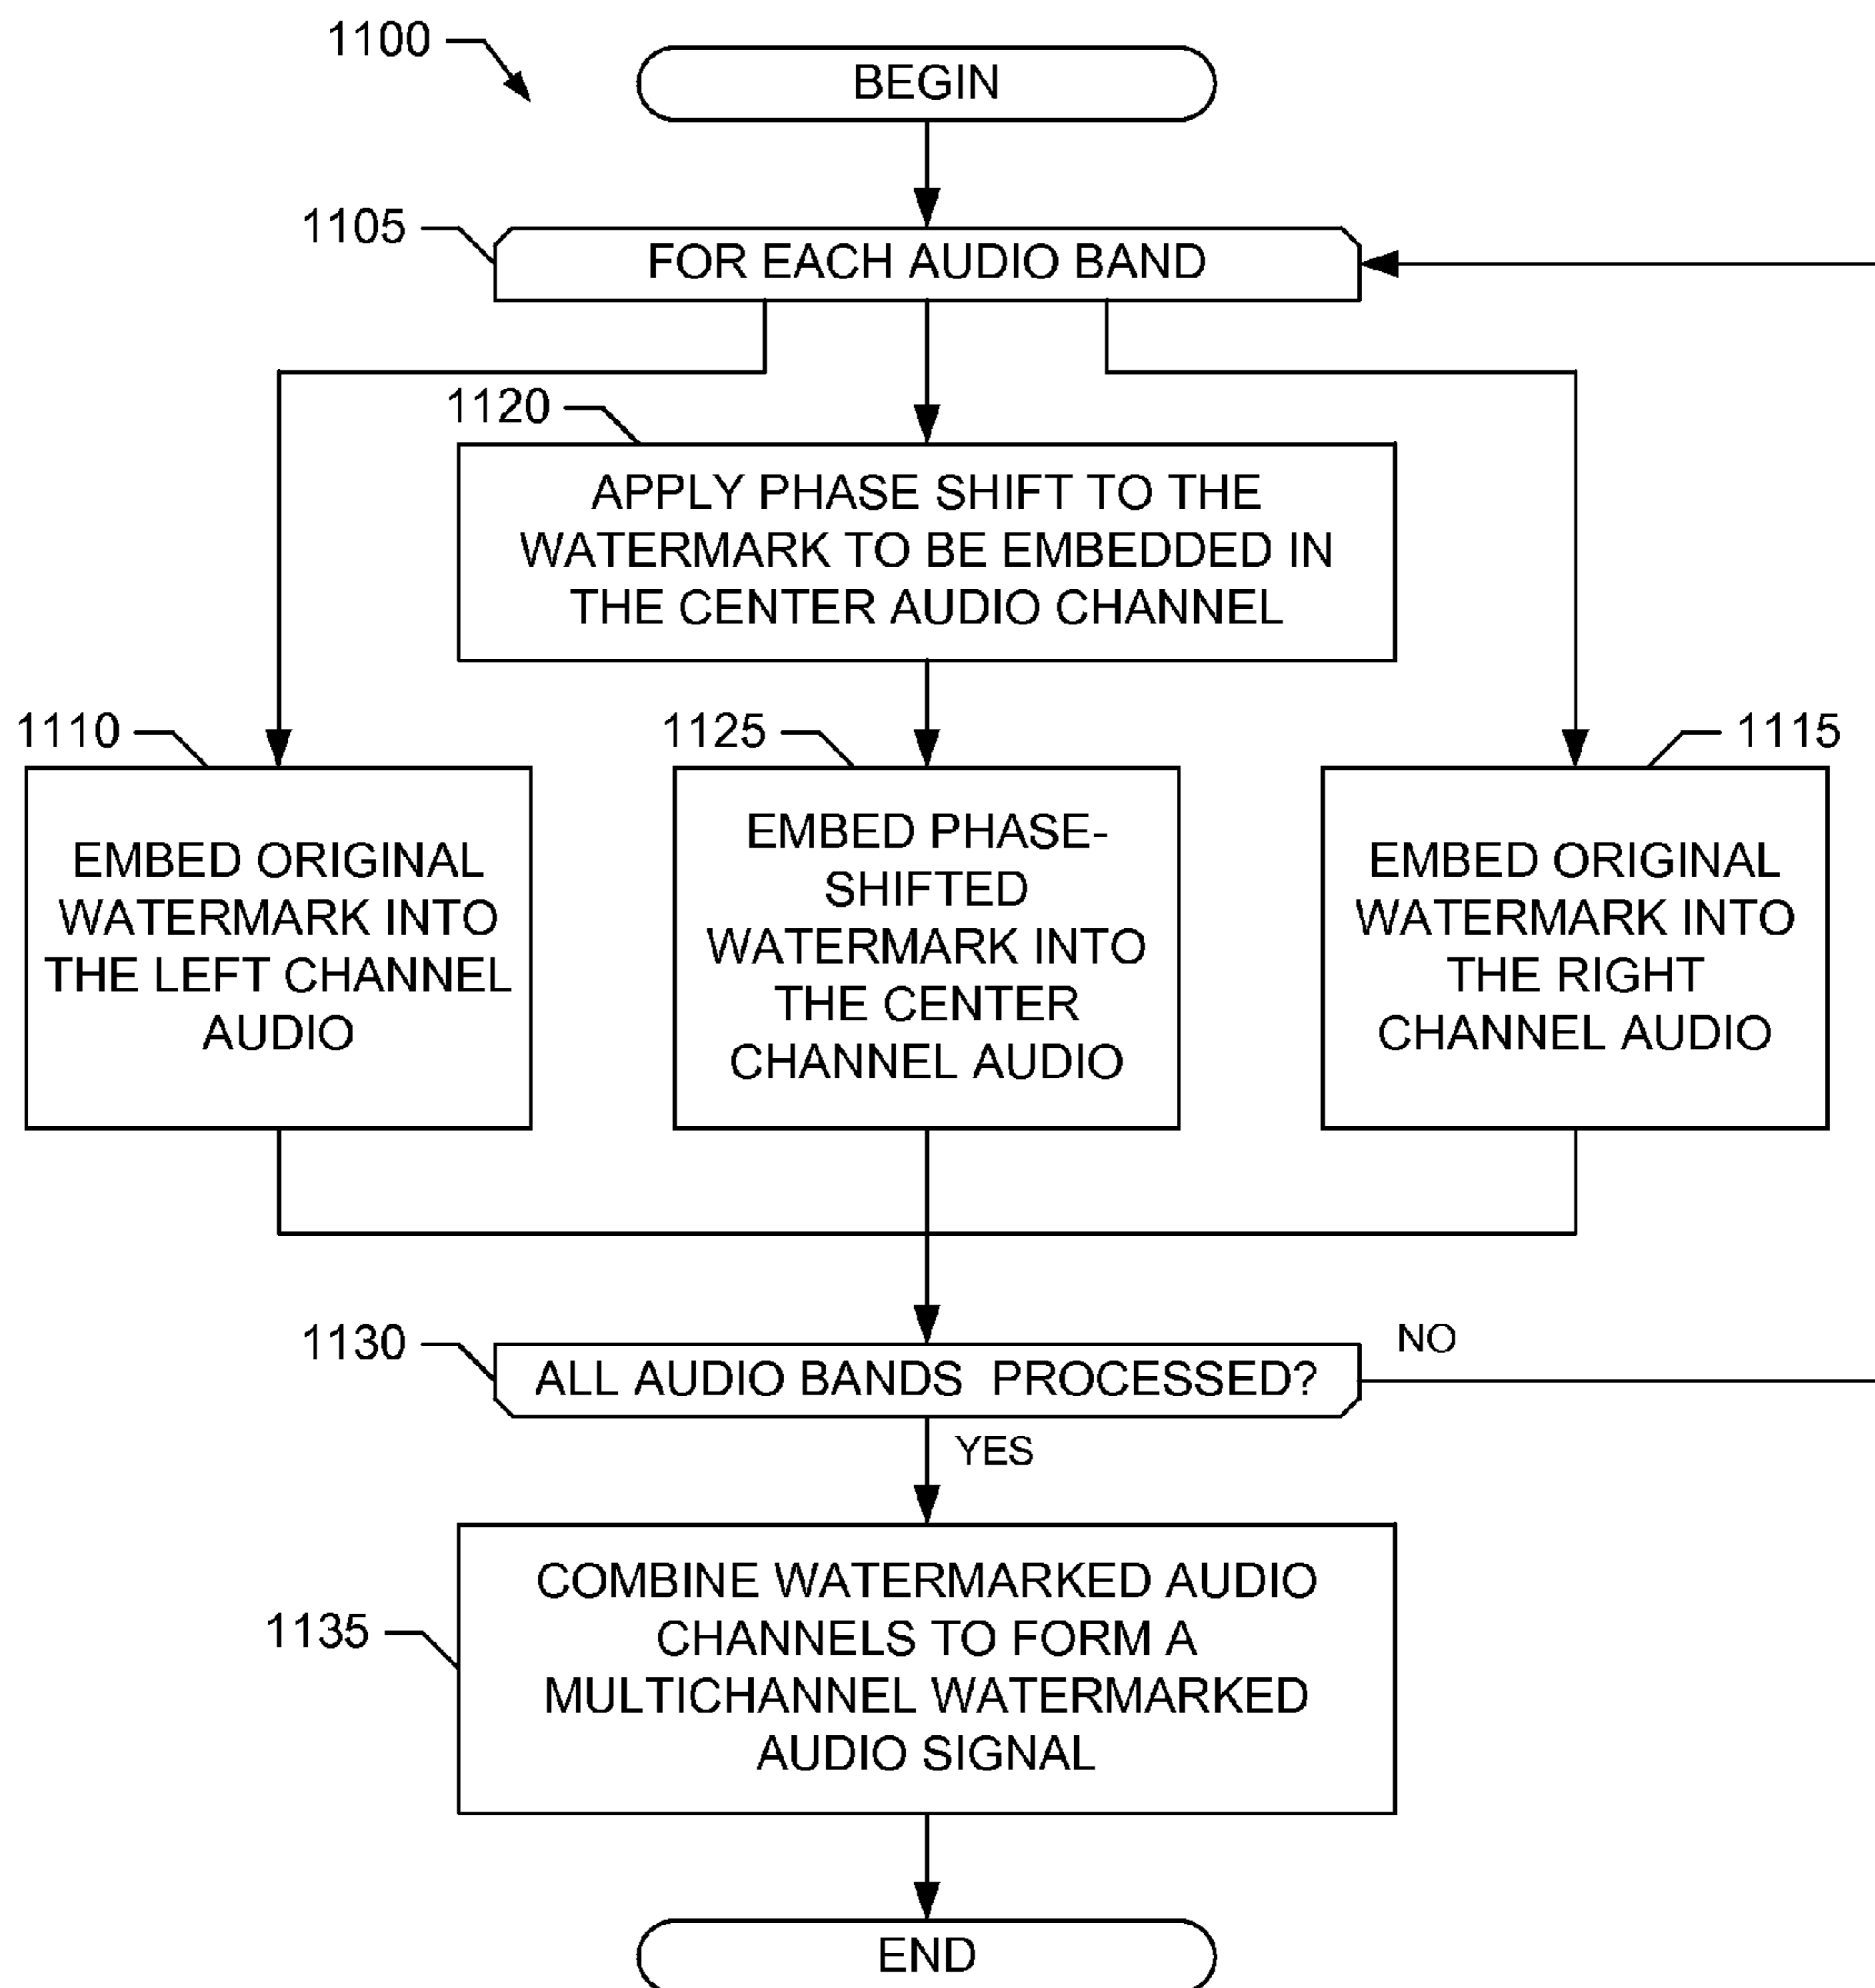 1100
BEGIN
1105
FOR EACH AUDIO BAND
1120
APPLY PHASE SHIFT TO THE
WATERMARK TO BE EMBEDDED IN
THE CENTER AUDIO CHANNEL
1110
EMBED ORIGINAL
WATERMARK INTO
THE LEFT CHANNEL
AUDIO
1125
EMBED PHASE-
SHIFTED
WATERMARK INTO
THE CENTER
CHANNEL AUDIO
1115
EMBED ORIGINAL
WATERMARK INTO
THE RIGHT
CHANNEL AUDIO
1130
ALL AUDIO BANDS PROCESSED?
NO
YES
1135
COMBINE WATERMARKED AUDIO
CHANNELS TO FORM A
MULTICHANNEL WATERMARKED
AUDIO SIGNAL
END